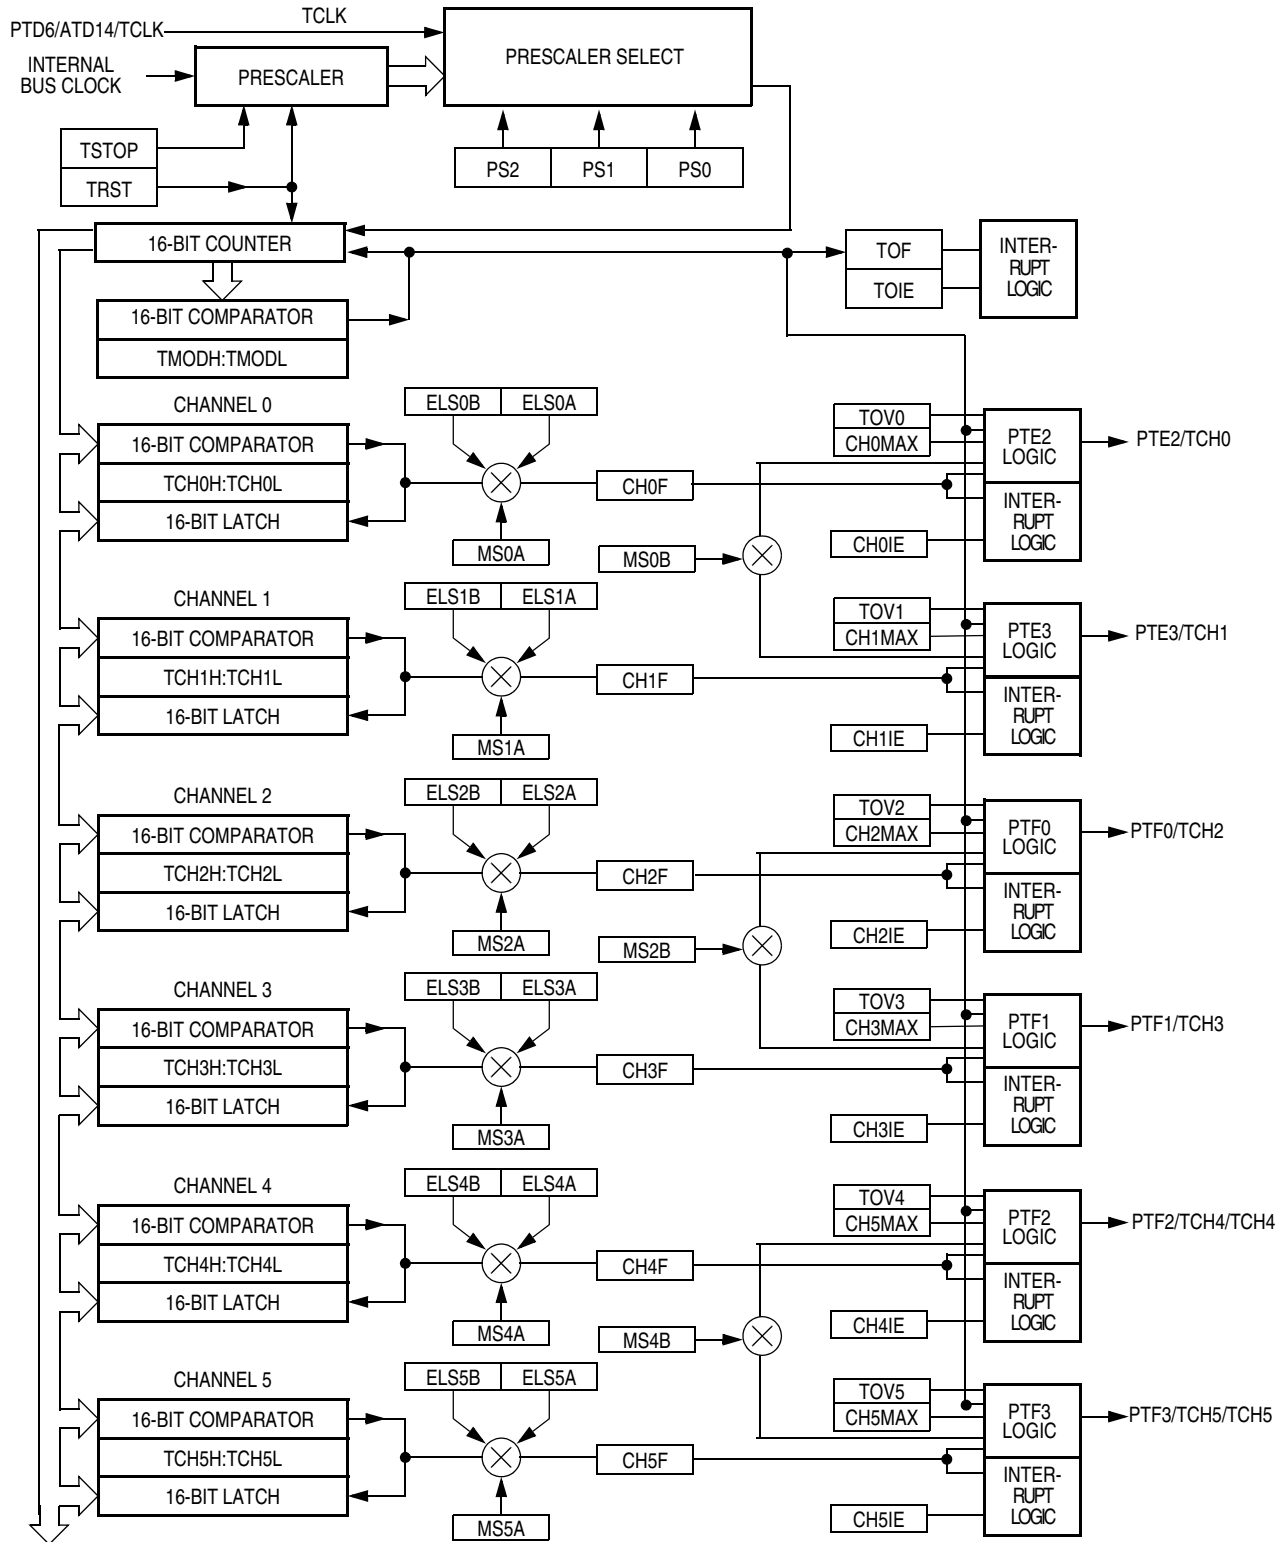 TCLK
PTD6/ATD14/TCLK
INTERNAL
BUS CLOCK
PRESCALER
PRESCALER SELECT
TSTOP
TRST
PS2
PS1
PS0
16-BIT COUNTER
TOF
TOIE
INTER-
RUPT
LOGIC
16-BIT COMPARATOR
TMODH:TMODL
CHANNEL 0
ELS0B
ELS0A
TOV0
CH0MAX
PTE2
LOGIC
PTE2/TCH0
16-BIT COMPARATOR
TCH0H:TCH0L
16-BIT LATCH
CH0F
MS0A
MS0B
CH0IE
INTER-
RUPT
LOGIC
CHANNEL 1
ELS1B
ELS1A
TOV1
CH1MAX
PTE3
LOGIC
PTE3/TCH1
16-BIT COMPARATOR
TCH1H:TCH1L
16-BIT LATCH
CH1F
MS1A
CH1IE
INTER-
RUPT
LOGIC
CHANNEL 2
ELS2B
ELS2A
TOV2
CH2MAX
PTF0
LOGIC
PTF0/TCH2
16-BIT COMPARATOR
TCH2H:TCH2L
16-BIT LATCH
CH2F
MS2A
MS2B
CH2IE
INTER-
RUPT
LOGIC
CHANNEL 3
ELS3B
ELS3A
TOV3
CH3MAX
PTF1
LOGIC
PTF1/TCH3
16-BIT COMPARATOR
TCH3H:TCH3L
16-BIT LATCH
CH3F
MS3A
CH3IE
INTER-
RUPT
LOGIC
CHANNEL 4
ELS4B
ELS4A
TOV4
CH5MAX
PTF2
LOGIC
PTF2/TCH4/TCH4
16-BIT COMPARATOR
TCH4H:TCH4L
16-BIT LATCH
CH4F
MS4A
MS4B
CH4IE
INTER-
RUPT
LOGIC
CHANNEL 5
ELS5B
ELS5A
TOV5
CH5MAX
PTF3
LOGIC
PTF3/TCH5/TCH5
16-BIT COMPARATOR
TCH5H:TCH5L
16-BIT LATCH
CH5F
MS5A
CH5IE
INTER-
RUPT
LOGIC